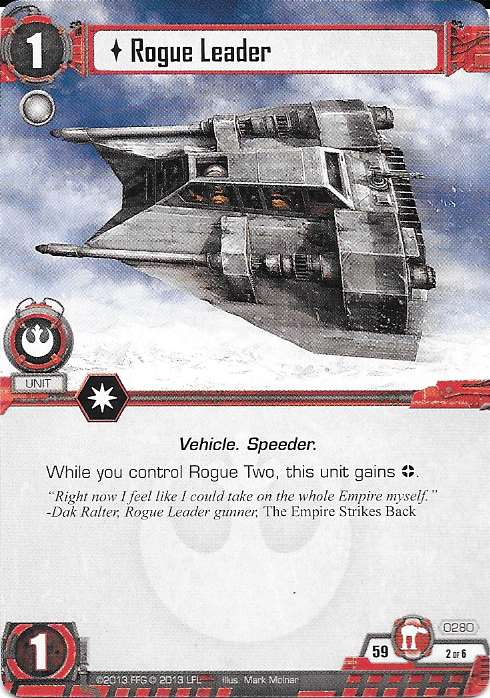 1
Rogue Leader
UNIT
Vehicle. Speeder.
While you control Rogue Two, this unit gains .
“Right now I feel like I could take on the whole Empire myself.”
-Dak Ralter, Rogue Leader gunner, The Empire Strikes Back
1
0280
59
2 OF 6
©2013 FFG © 2013 LFL Illus. Mark Molnar